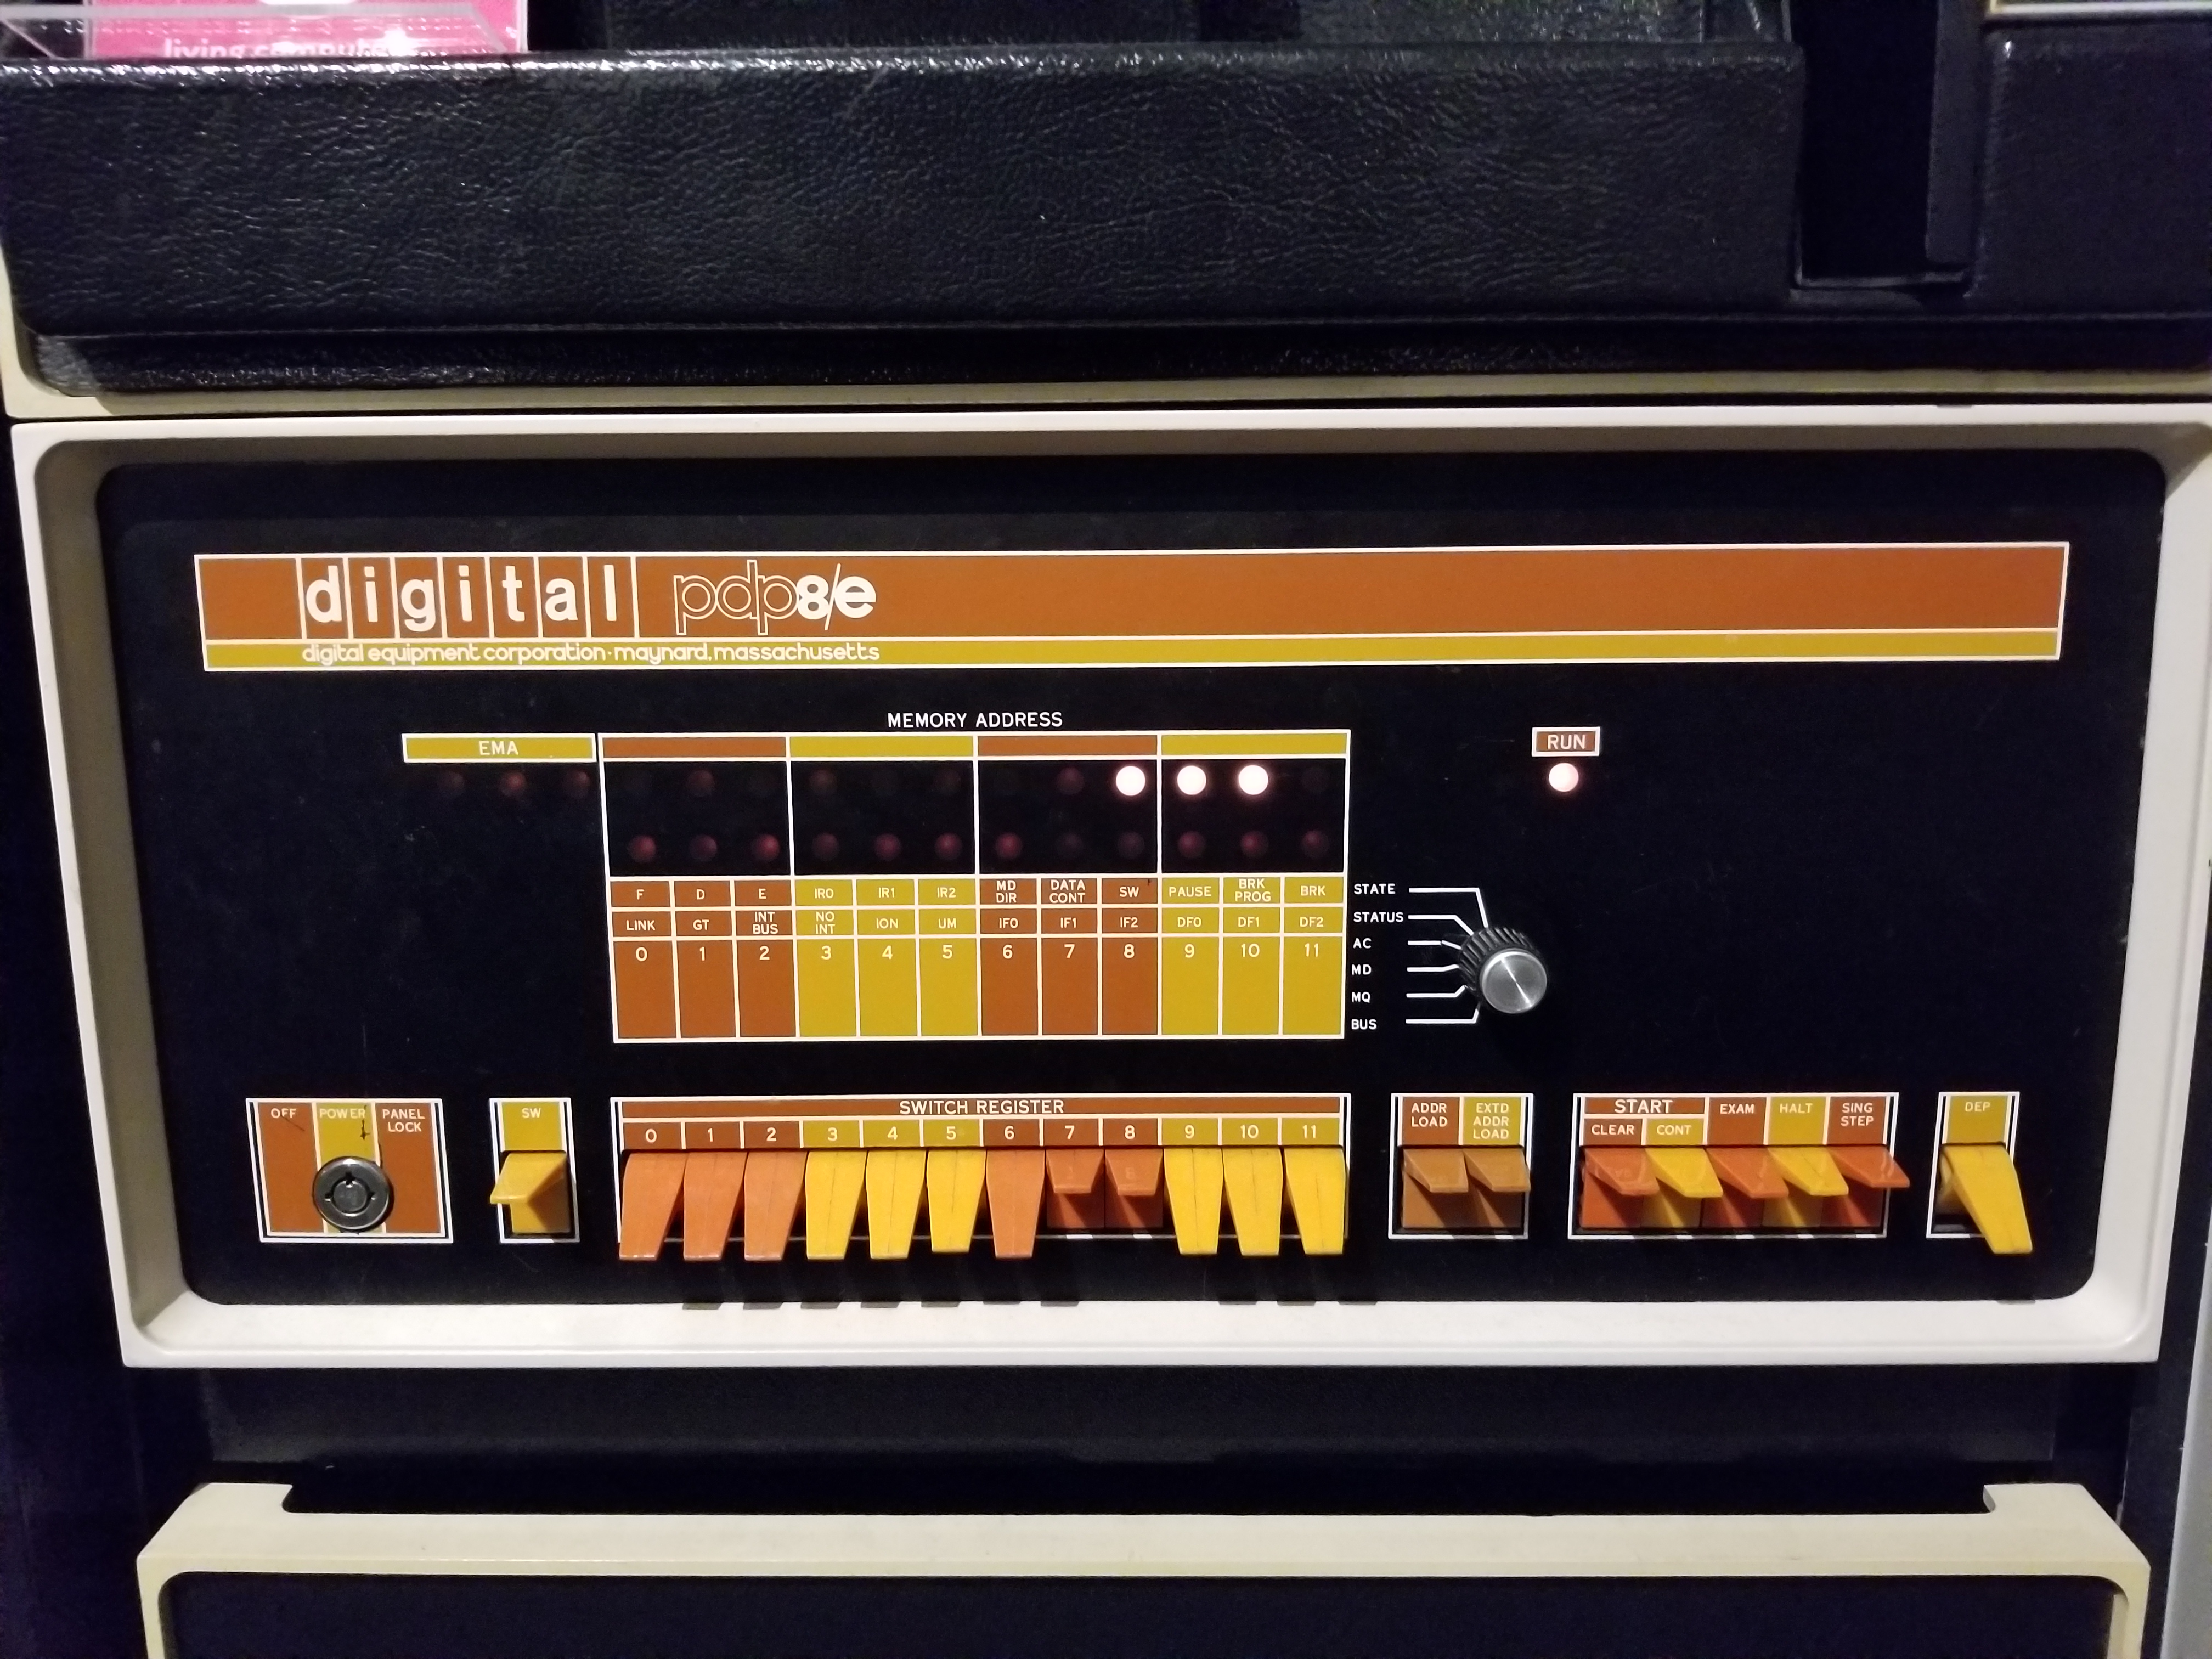 living compute
digital pdp8/e
digital equipment corporation·maynard, massachusetts
MEMORY ADDRESS
EMA
RUN
F D E IR0 IR1 IR2 MD DIR DATA CONT SW PAUSE BRK PROG BRK
LINK GT INT BUS NO INT ION UM IF0 IF1 IF2 DF0 DF1 DF2
0 1 2 3 4 5 6 7 8 9 10 11
STATE
STATUS
AC
MD
MQ
BUS
OFF POWER PANEL LOCK
SW
SWITCH REGISTER
0 1 2 3 4 5 6 7 8 9 10 11
ADDR LOAD
EXTD ADDR LOAD
START
CLEAR CONT
EXAM
HALT
SING STEP
DEP